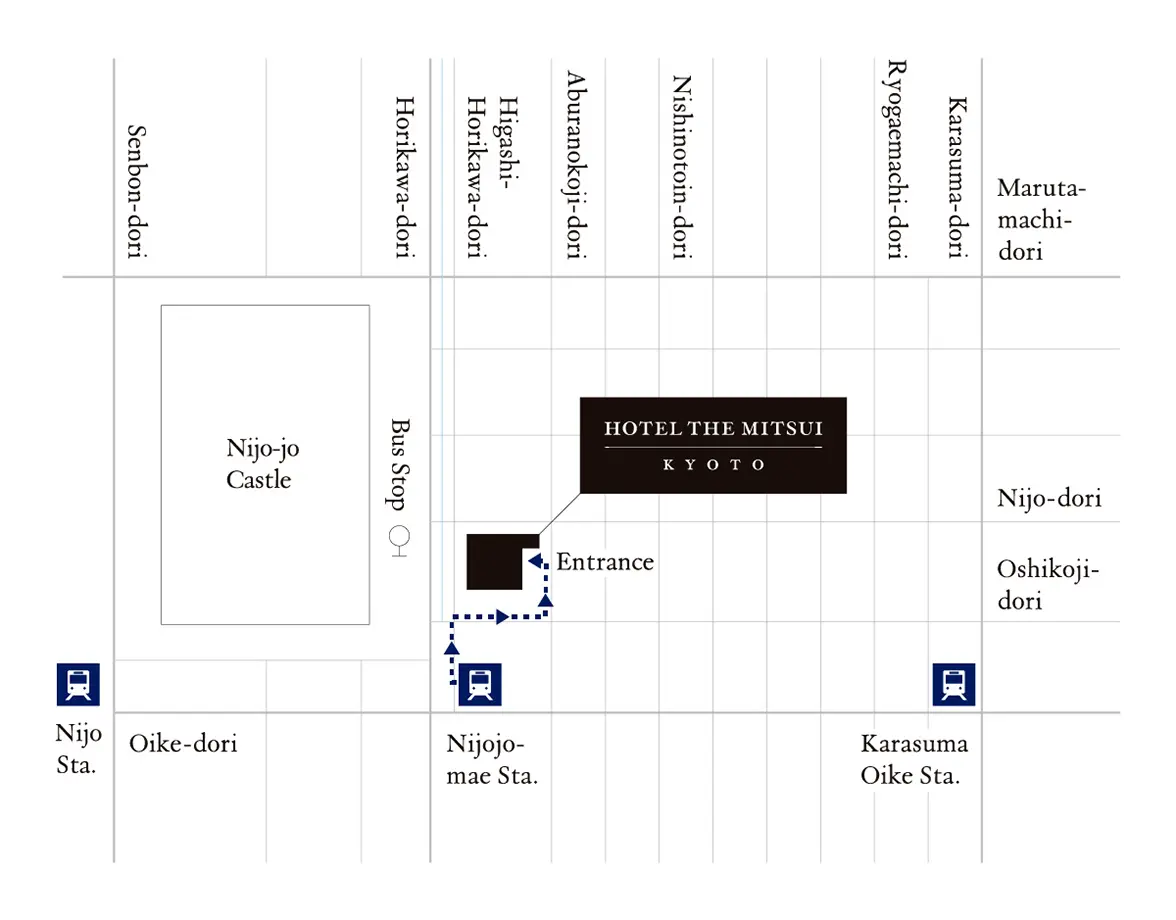 Senbon-dori
Horikawa-dori
Higashi-
Horikawa-dori
Aburanokoji-dori
Nishinotoin-dori
Ryogaemachi-dori
Karasuma-dori
Maruta-
machi-
dori
HOTEL THE MITSUI
KYOTO
Nijo-jo
Castle
Bus Stop
Nijo-dori
Entrance
Oshikoji-
dori
Nijo
Sta.
Oike-dori
Nijojo-
mae Sta.
Karasuma
Oike Sta.